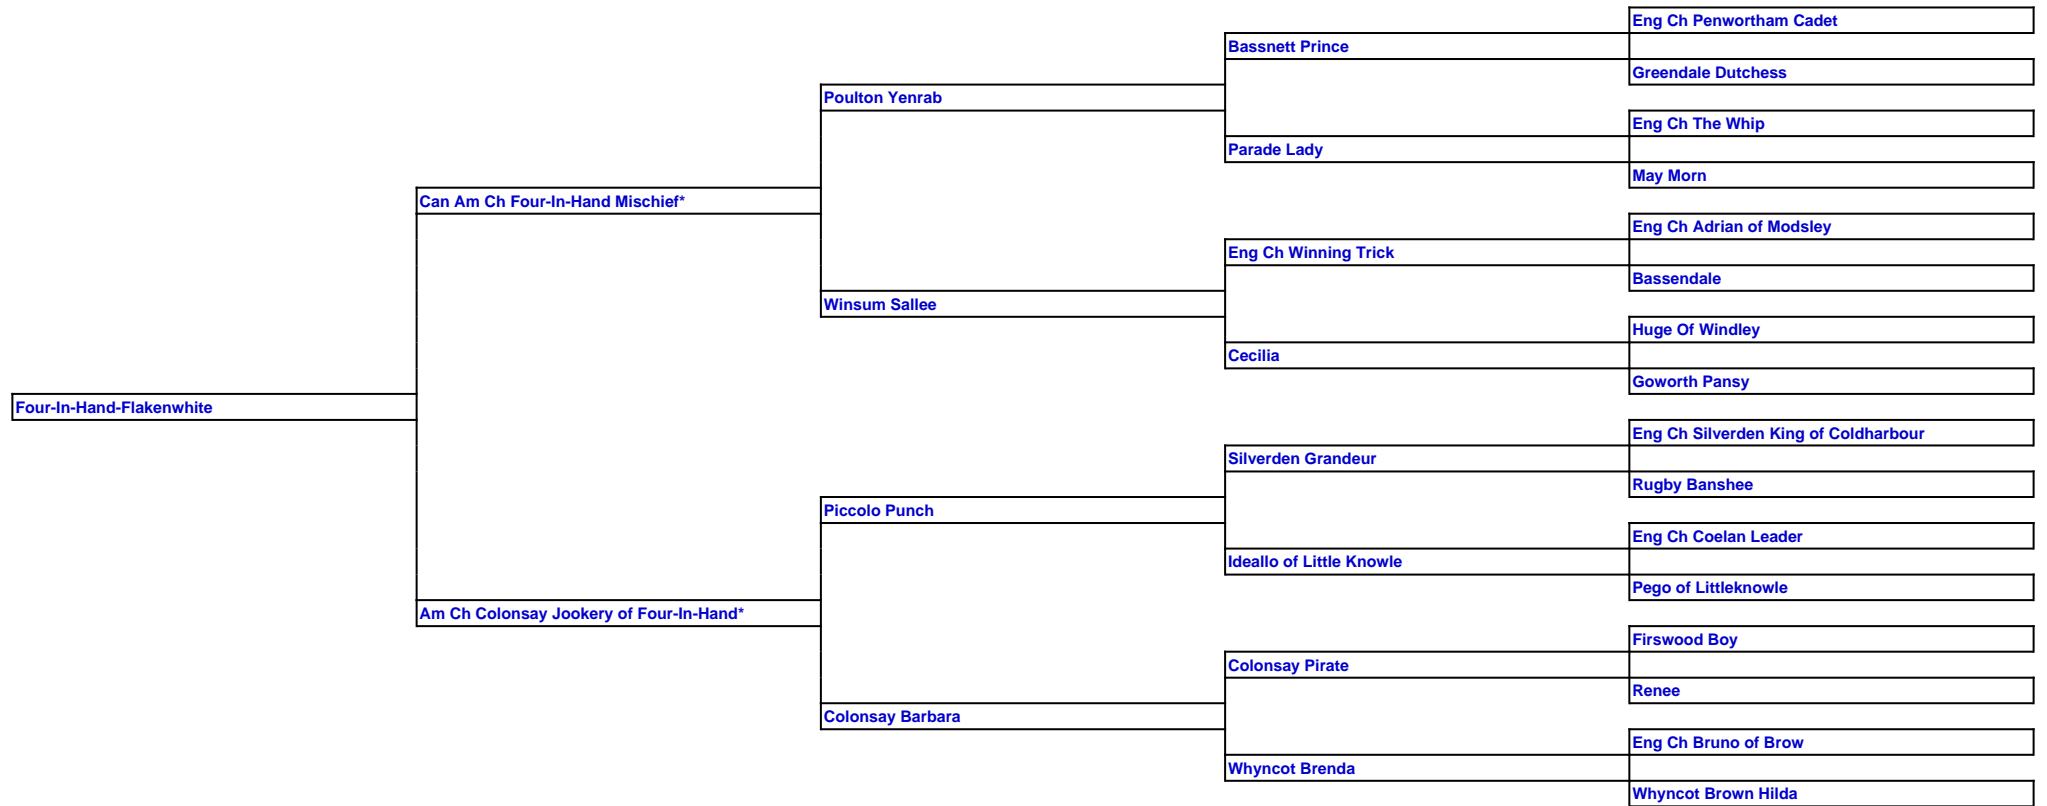 Eng Ch Penwortham Cadet
Bassnett Prince
Greendale Dutchess
Poulton Yenrab
Eng Ch The Whip
Parade Lady
May Morn
Can Am Ch Four-In-Hand Mischief*
Eng Ch Adrian of Modsley
Eng Ch Winning Trick
Bassendale
Winsum Sallee
Huge Of Windley
Cecilia
Goworth Pansy
Four-In-Hand-Flakenwhite
Eng Ch Silverden King of Coldharbour
Silverden Grandeur
Rugby Banshee
Piccolo Punch
Eng Ch Coelan Leader
Ideallo of Little Knowle
Pego of Littleknowle
Am Ch Colonsay Jookery of Four-In-Hand*
Firswood Boy
Colonsay Pirate
Renee
Colonsay Barbara
Eng Ch Bruno of Brow
Whyncot Brenda
Whyncot Brown Hilda